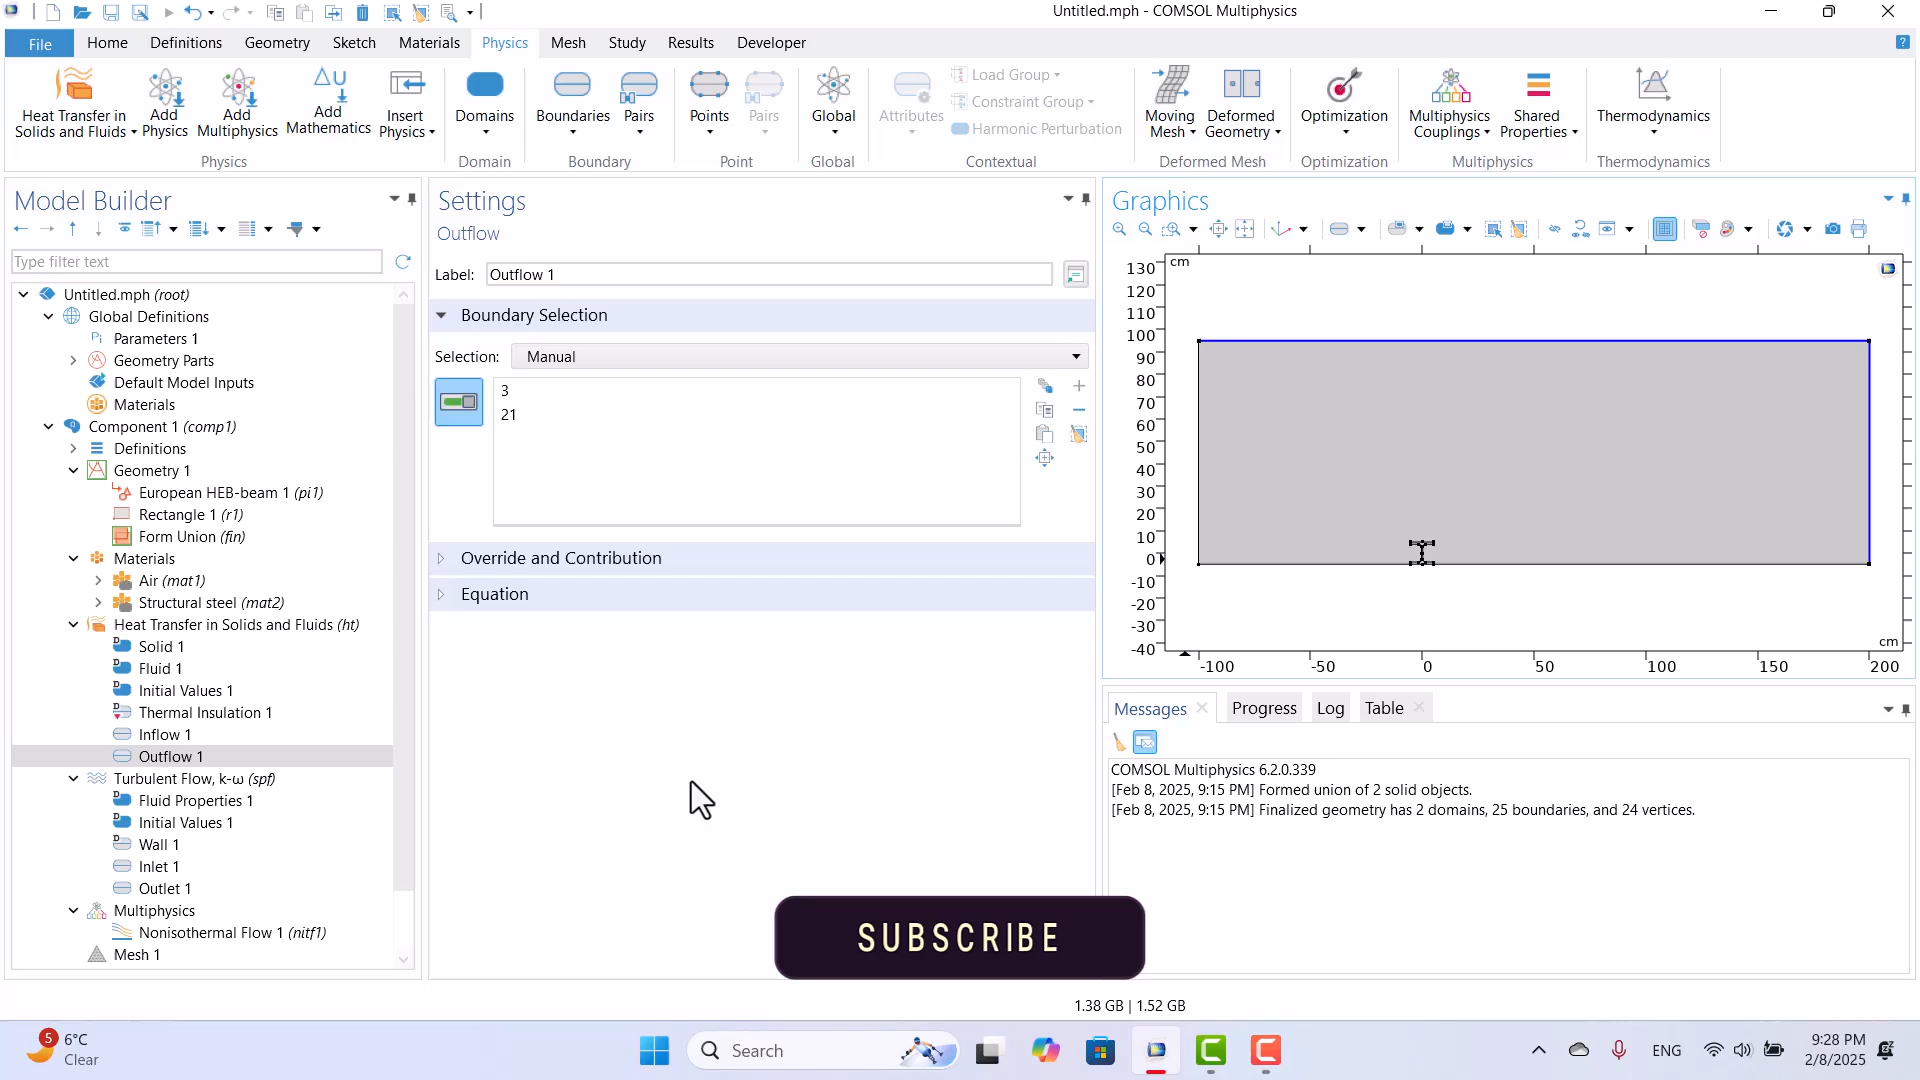 Untitled.mph - COMSOL Multiphysics
File
Home
Definitions
Geometry
Sketch
Materials
Physics
Mesh
Study
Results
Developer
Heat Transfer in Solids and Fluids
Add Physics
Add Multiphysics
Add Mathematics
Insert Physics
Physics
Domains
Domain
Boundaries
Pairs
Boundary
Points
Pairs
Point
Global
Global
Attributes
Load Group
Constraint Group
Harmonic Perturbation
Contextual
Moving Mesh
Deformed Geometry
Deformed Mesh
Optimization
Optimization
Multiphysics Couplings
Shared Properties
Multiphysics
Thermodynamics
Thermodynamics
Model Builder
Type filter text
Untitled.mph (root)
Global Definitions
Pi Parameters 1
Geometry Parts
Default Model Inputs
Materials
Component 1 (comp1)
Definitions
Geometry 1
European HEB-beam 1 (pi1)
Rectangle 1 (r1)
Form Union (fin)
Materials
Air (mat1)
Structural steel (mat2)
Heat Transfer in Solids and Fluids (ht)
Solid 1
Fluid 1
Initial Values 1
Thermal Insulation 1
Inflow 1
Outflow 1
Turbulent Flow, k-ω (spf)
Fluid Properties 1
Initial Values 1
Wall 1
Inlet 1
Outlet 1
Multiphysics
Nonisothermal Flow 1 (nitf1)
Mesh 1
Settings
Outflow
Label: Outflow 1
Boundary Selection
Selection: Manual
3
21
Override and Contribution
Equation
Graphics
cm
130
120
110
100
90
80
70
60
50
40
30
20
10
0
-10
-20
-30
-40
cm
-100 -50 0 50 100 150 200
Messages
Progress
Log
Table
COMSOL Multiphysics 6.2.0.339
[Feb 8, 2025, 9:15 PM] Formed union of 2 solid objects.
[Feb 8, 2025, 9:15 PM] Finalized geometry has 2 domains, 25 boundaries, and 24 vertices.
SUBSCRIBE
1.38 GB | 1.52 GB
5
6°C
Clear
Search
ENG
9:28 PM
2/8/2025